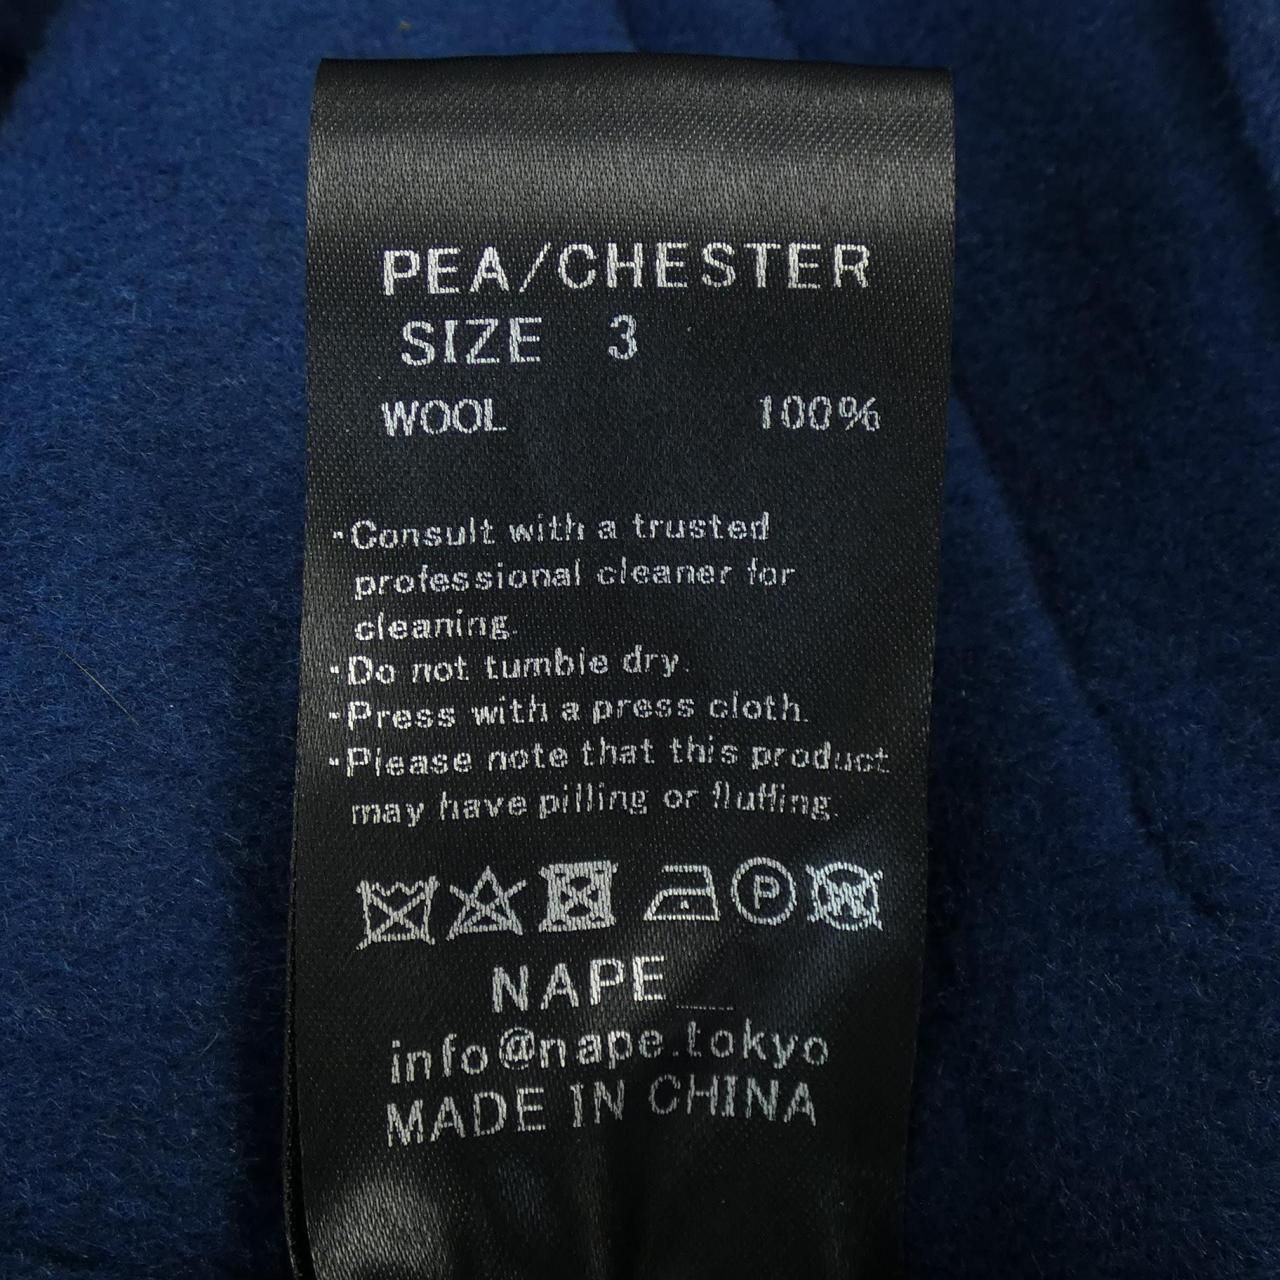 PEA/CHESTER
SIZE 3
WOOL 100%
·Consult with a trusted
professional cleaner for
cleaning.
·Do not tumble dry.
·Press with a press cloth.
·Please note that this product
may have pilling or fluffing.
P W
NAPE_
info@nape.tokyo
MADE IN CHINA